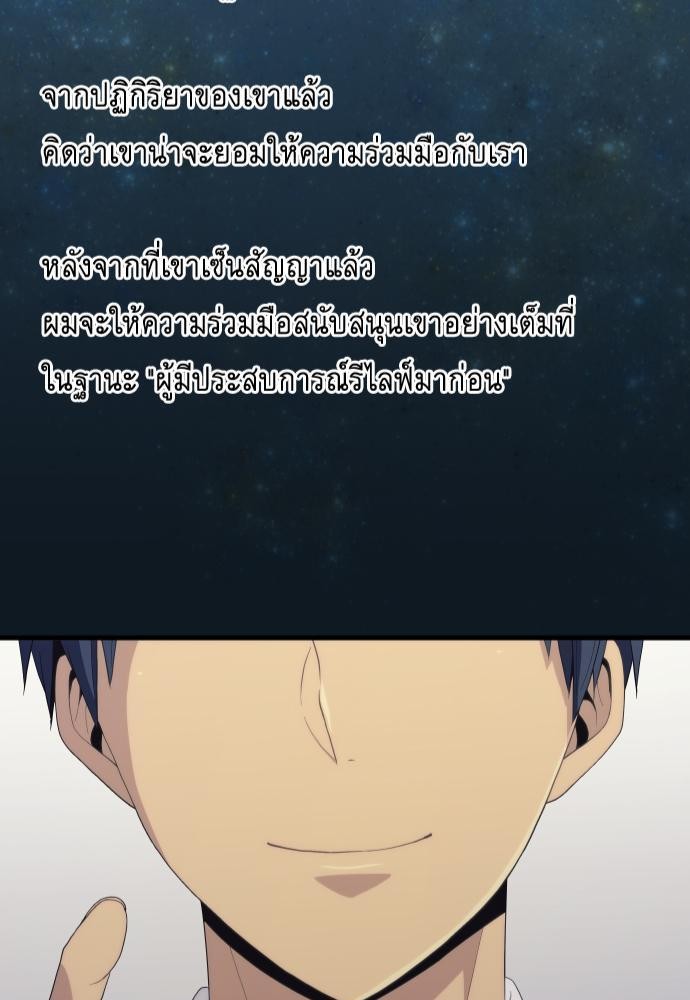 จากปฏิกิริยาของเขาแล้ว
คิดว่าเขาน่าจะยอมให้ความร่วมมือกับเรา
หลังจากที่เขาเซ็นสัญญาแล้ว
ผมจะให้ความร่วมมือสนับสนุนเขาอย่างเต็มที่
ในฐานะ "ผู้มีประสบการณ์รีไลฟ์มาก่อน"